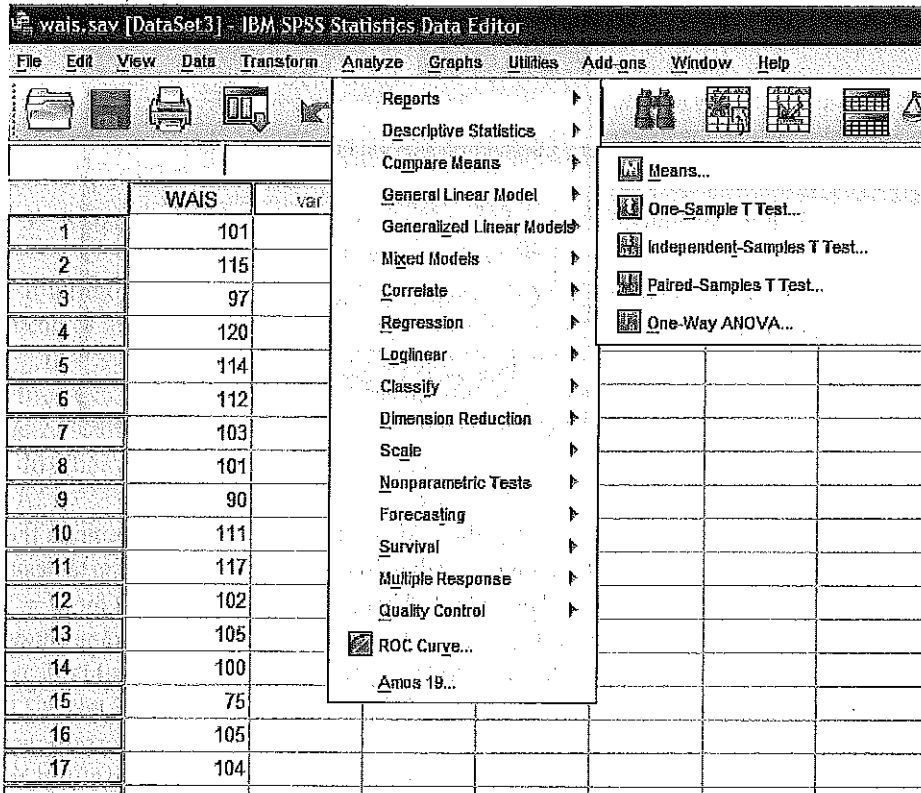 wais.sav [DataSet3] - IBM SPSS Statistics Data Editor
File Edit View Data Transform Analyze Graphs Utilities Add-ons Window Help
Reports
Descriptive Statistics
Compare Means
General Linear Model
Generalized Linear Models
Mixed Models
Correlate
Regression
Loglinear
Classify
Dimension Reduction
Scale
Nonparametric Tests
Forecasting
Survival
Multiple Response
Quality Control
ROC Curve...
Amos 19...
Means...
One-Sample T Test...
Independent-Samples T Test...
Paired-Samples T Test...
One-Way ANOVA...
WAIS var
1 101
2 115
3 97
4 120
5 114
6 112
7 103
8 101
9 90
10 111
11 117
12 102
13 105
14 100
15 75
16 105
17 104